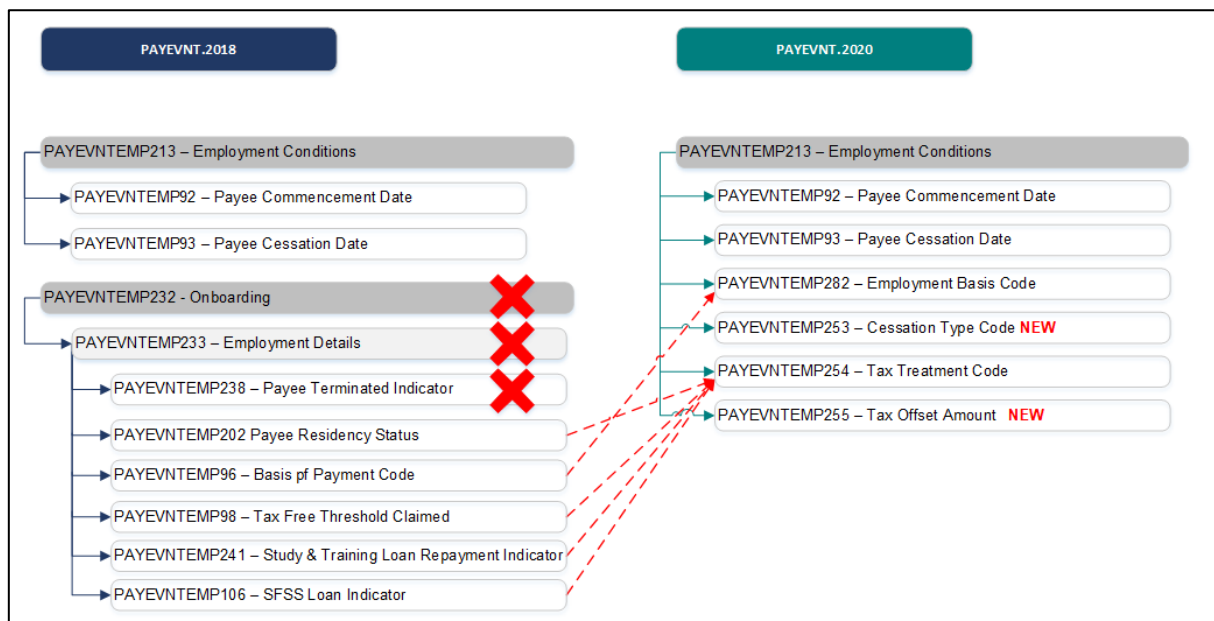 PAYEVNT.2018
PAYEVNT.2020
PAYEVNTEMP213 – Employment Conditions
PAYEVNTEMP92 – Payee Commencement Date
PAYEVNTEMP93 – Payee Cessation Date
PAYEVNTEMP232 - Onboarding
PAYEVNTEMP233 – Employment Details
PAYEVNTEMP238 – Payee Terminated Indicator
PAYEVNTEMP202 Payee Residency Status
PAYEVNTEMP96 – Basis pf Payment Code
PAYEVNTEMP98 – Tax Free Threshold Claimed
PAYEVNTEMP241 – Study & Training Loan Repayment Indicator
PAYEVNTEMP106 – SFSS Loan Indicator
PAYEVNTEMP213 – Employment Conditions
PAYEVNTEMP92 – Payee Commencement Date
PAYEVNTEMP93 – Payee Cessation Date
PAYEVNTEMP282 – Employment Basis Code
PAYEVNTEMP253 – Cessation Type Code NEW
PAYEVNTEMP254 – Tax Treatment Code
PAYEVNTEMP255 – Tax Offset Amount NEW